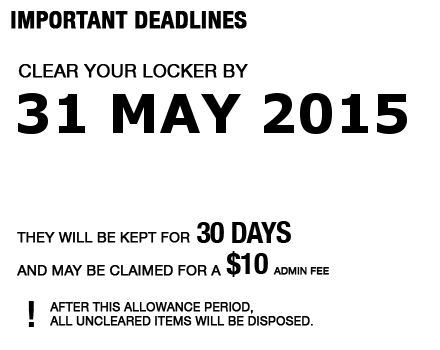 IMPORTANT DEADLINES
CLEAR YOUR LOCKER BY
31 MAY 2015
THEY WILL BE KEPT FOR 30 DAYS
AND MAY BE CLAIMED FOR A $10 ADMIN FEE
! AFTER THIS ALLOWANCE PERIOD,
ALL UNCLEARED ITEMS WILL BE DISPOSED.